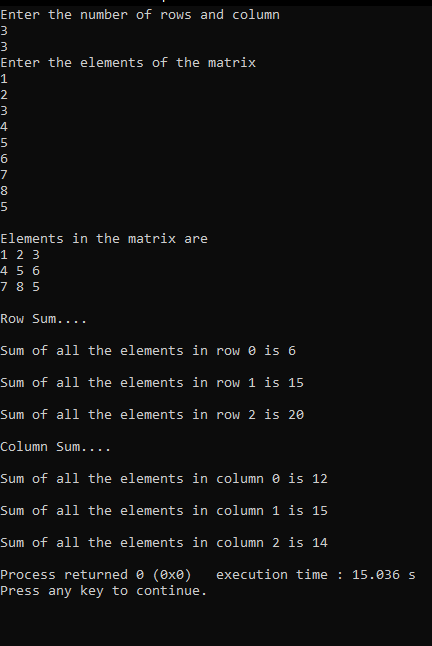 Enter the number of rows and column
3
3
Enter the elements of the matrix
1
2
3
4
5
6
7
8
5
Elements in the matrix are
1 2 3
4 5 6
7 8 5
Row Sum....
Sum of all the elements in row 0 is 6
Sum of all the elements in row 1 is 15
Sum of all the elements in row 2 is 20
Column Sum....
Sum of all the elements in column 0 is 12
Sum of all the elements in column 1 is 15
Sum of all the elements in column 2 is 14
Process returned 0 (0x0)   execution time : 15.036 s
Press any key to continue.